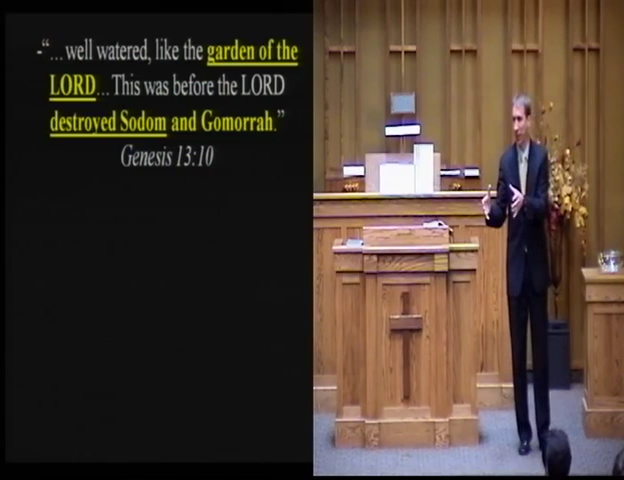 -“... well watered, like the garden of the
LORD... This was before the LORD
destroyed Sodom and Gomorrah.”
Genesis 13:10